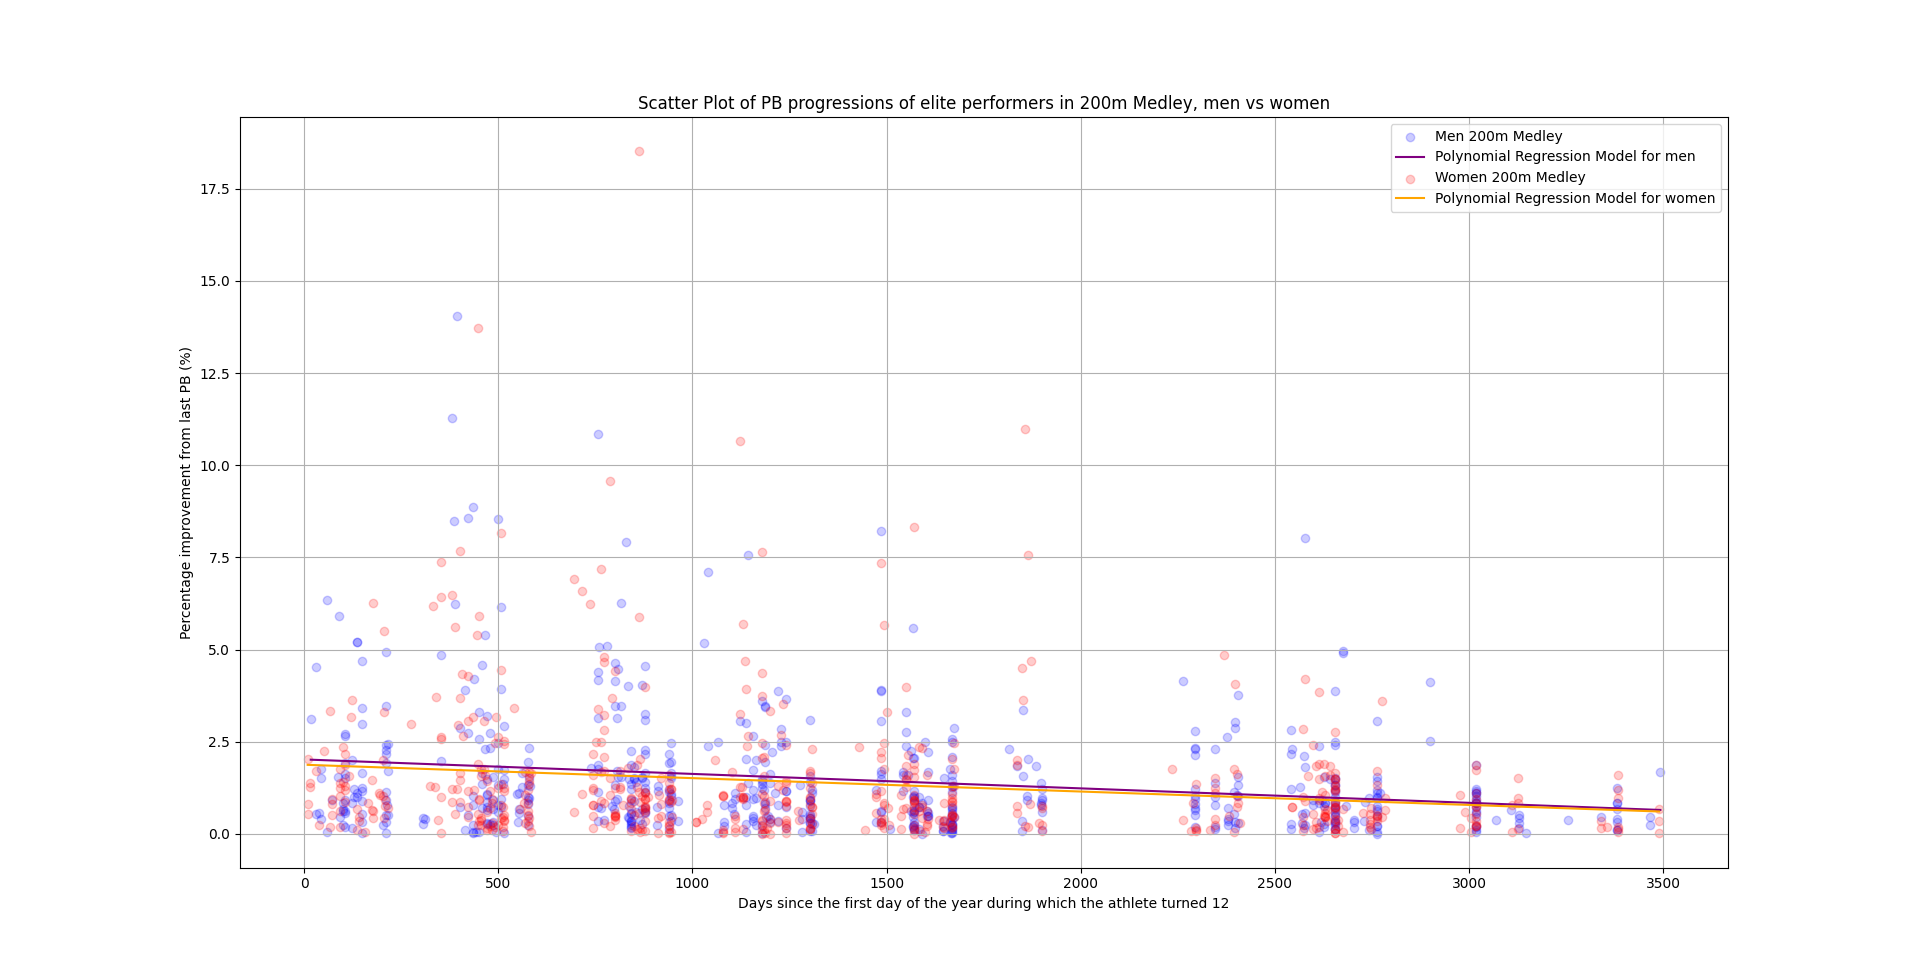 Scatter Plot of PB progressions of elite performers in 200m Medley, men vs women
Men 200m Medley
Polynomial Regression Model for men
Women 200m Medley
Polynomial Regression Model for women
Percentage improvement from last PB (%)
17.5
15.0
12.5
10.0
7.5
5.0
2.5
0.0
0 500 1000 1500 2000 2500 3000 3500
Days since the first day of the year during which the athlete turned 12